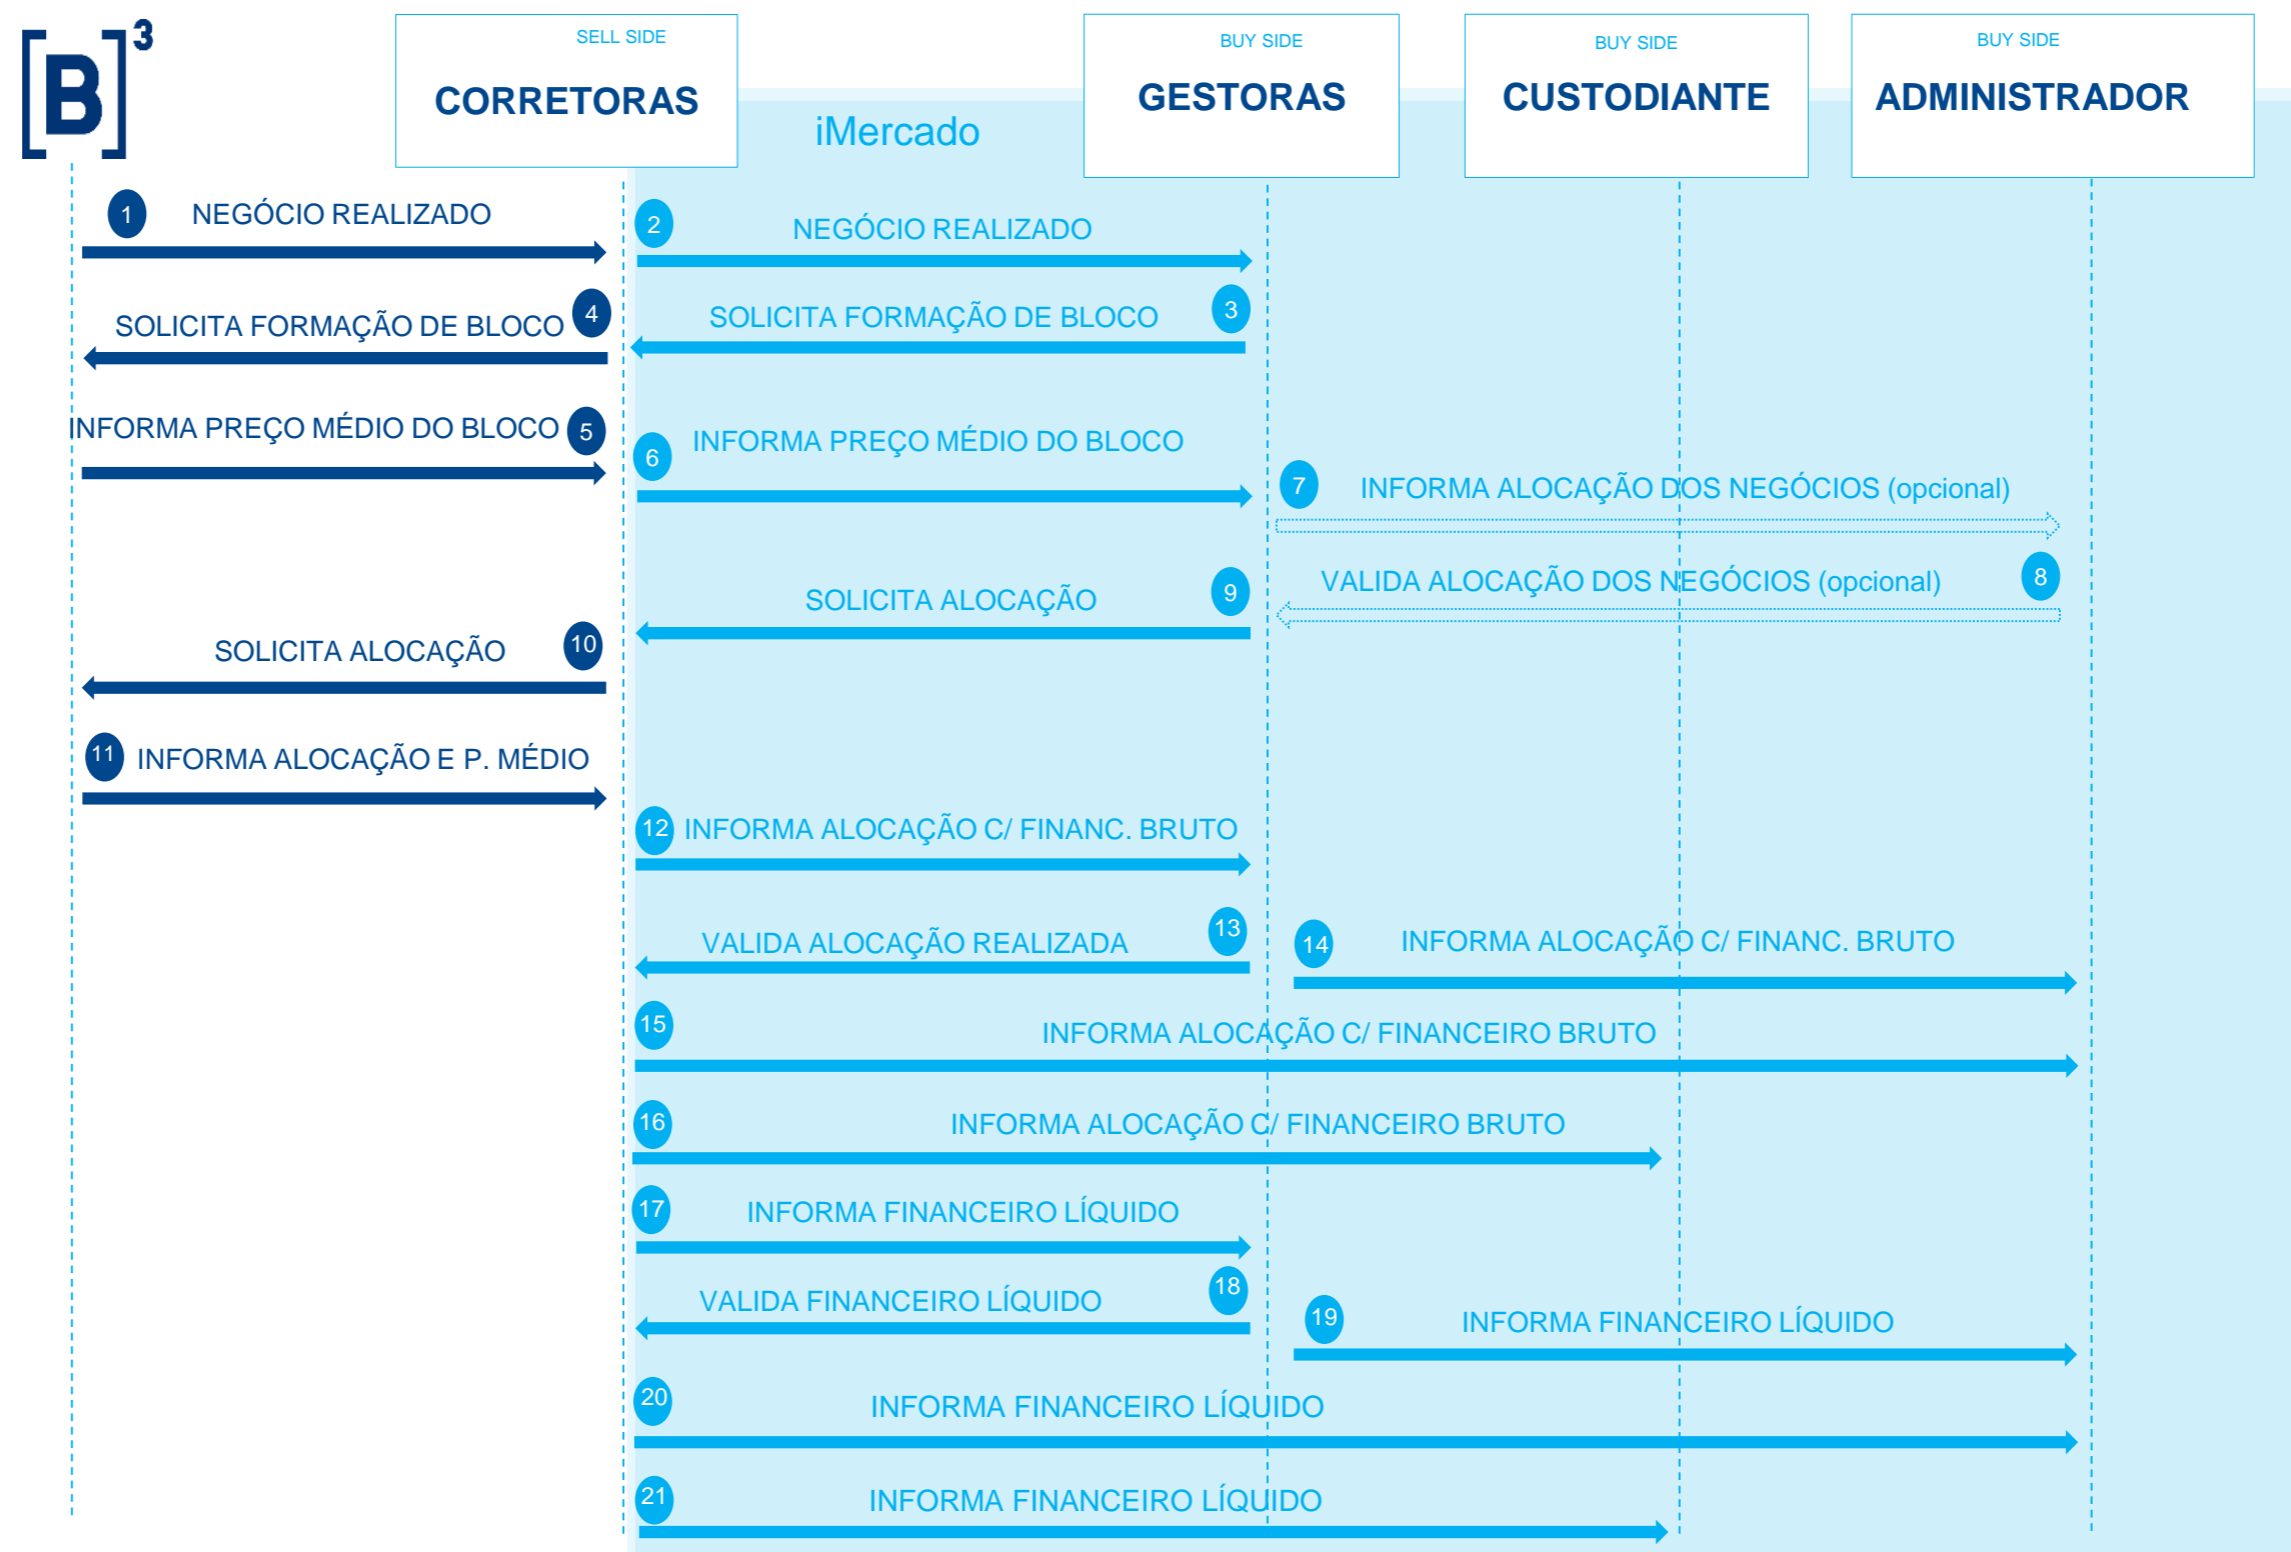 [B]³
SELL SIDE
CORRETORAS
BUY SIDE
GESTORAS
BUY SIDE
CUSTODIANTE
BUY SIDE
ADMINISTRADOR
iMercado
1 NEGÓCIO REALIZADO
2 NEGÓCIO REALIZADO
SOLICITA FORMAÇÃO DE BLOCO 3
SOLICITA FORMAÇÃO DE BLOCO 4
INFORMA PREÇO MÉDIO DO BLOCO 5
6 INFORMA PREÇO MÉDIO DO BLOCO
7 INFORMA ALOCAÇÃO DOS NEGÓCIOS (opcional)
VALIDA ALOCAÇÃO DOS NEGÓCIOS (opcional) 8
SOLICITA ALOCAÇÃO 9
SOLICITA ALOCAÇÃO 10
11 INFORMA ALOCAÇÃO E P. MÉDIO
12 INFORMA ALOCAÇÃO C/ FINANC. BRUTO
VALIDA ALOCAÇÃO REALIZADA 13
14 INFORMA ALOCAÇÃO C/ FINANC. BRUTO
15 INFORMA ALOCAÇÃO C/ FINANCEIRO BRUTO
16 INFORMA ALOCAÇÃO C/ FINANCEIRO BRUTO
17 INFORMA FINANCEIRO LÍQUIDO
VALIDA FINANCEIRO LÍQUIDO 18
19 INFORMA FINANCEIRO LÍQUIDO
20 INFORMA FINANCEIRO LÍQUIDO
21 INFORMA FINANCEIRO LÍQUIDO